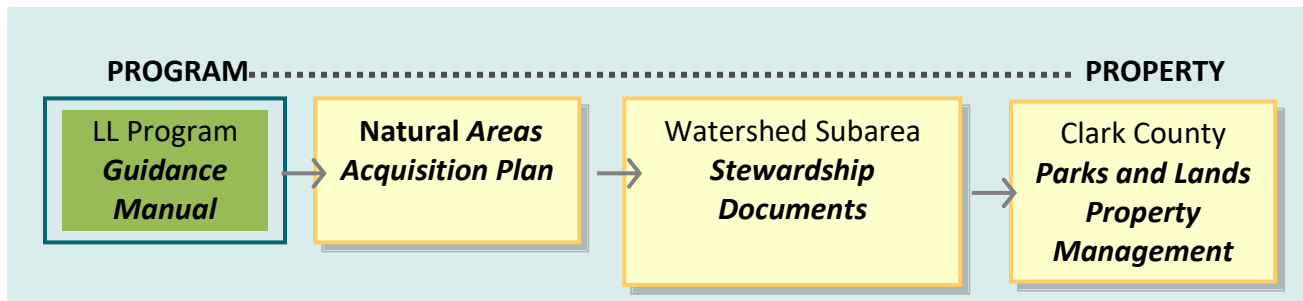 PROGRAM
PROPERTY
LL Program
Guidance
Manual
Natural Areas
Acquisition Plan
Watershed Subarea
Stewardship
Documents
Clark County
Parks and Lands
Property
Management